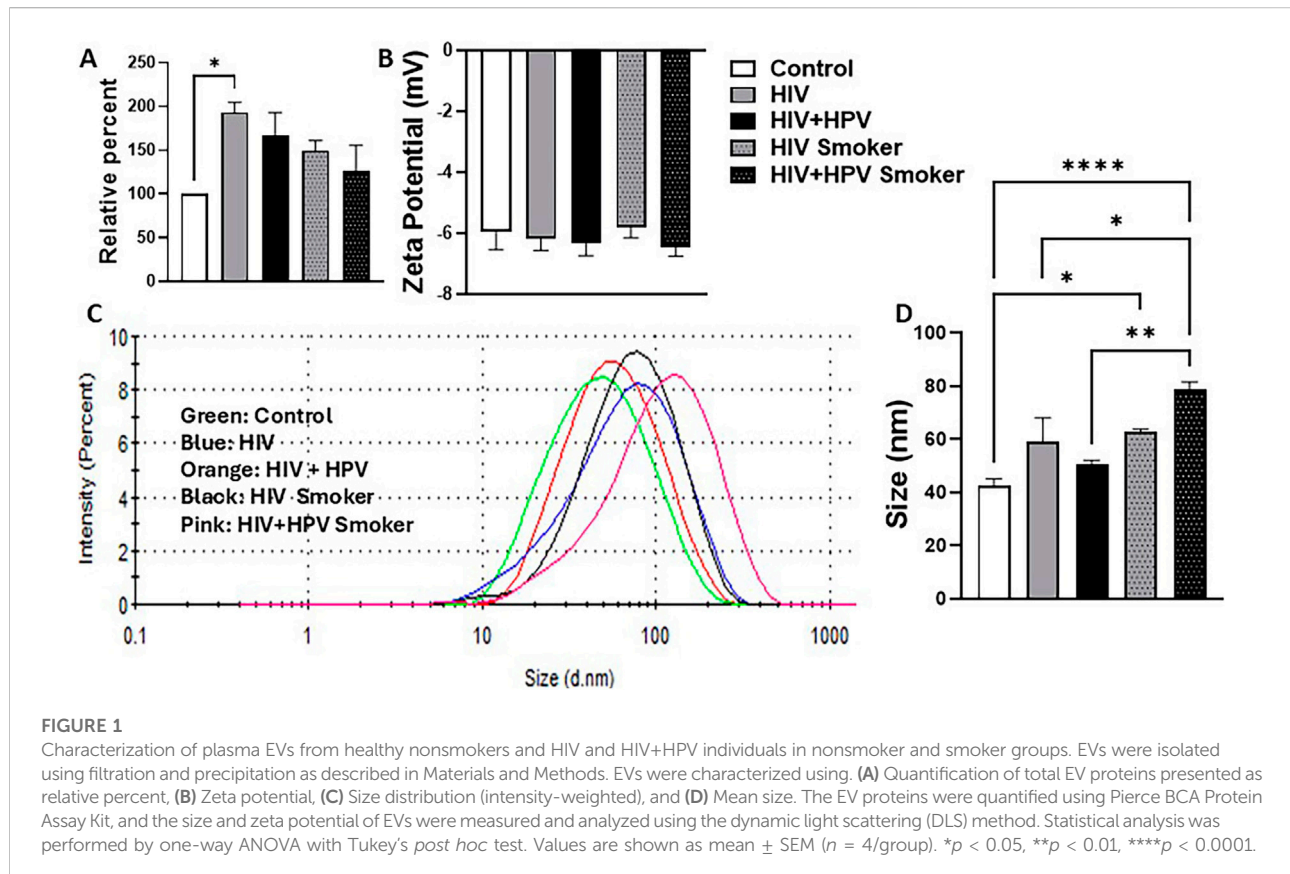 A
Relative percent
250
200
150
100
50
0
*
B
Zeta Potential (mV)
0
-2
-4
-6
-8
Control
HIV
HIV+HPV
HIV Smoker
HIV+HPV Smoker
C
Intensity (Percent)
10
8
6
4
2
0
Green: Control
Blue: HIV
Orange: HIV + HPV
Black: HIV Smoker
Pink: HIV+HPV Smoker
0.1
1
10
100
1000
Size (d.nm)
D
Size (nm)
100
80
60
40
20
0
****
*
*
**
FIGURE 1
Characterization of plasma EVs from healthy nonsmokers and HIV and HIV+HPV individuals in nonsmoker and smoker groups. EVs were isolated
using filtration and precipitation as described in Materials and Methods. EVs were characterized using. (A) Quantification of total EV proteins presented as
relative percent, (B) Zeta potential, (C) Size distribution (intensity-weighted), and (D) Mean size. The EV proteins were quantified using Pierce BCA Protein
Assay Kit, and the size and zeta potential of EVs were measured and analyzed using the dynamic light scattering (DLS) method. Statistical analysis was
performed by one-way ANOVA with Tukey's post hoc test. Values are shown as mean ± SEM (n = 4/group). *p < 0.05, **p < 0.01, ****p < 0.0001.